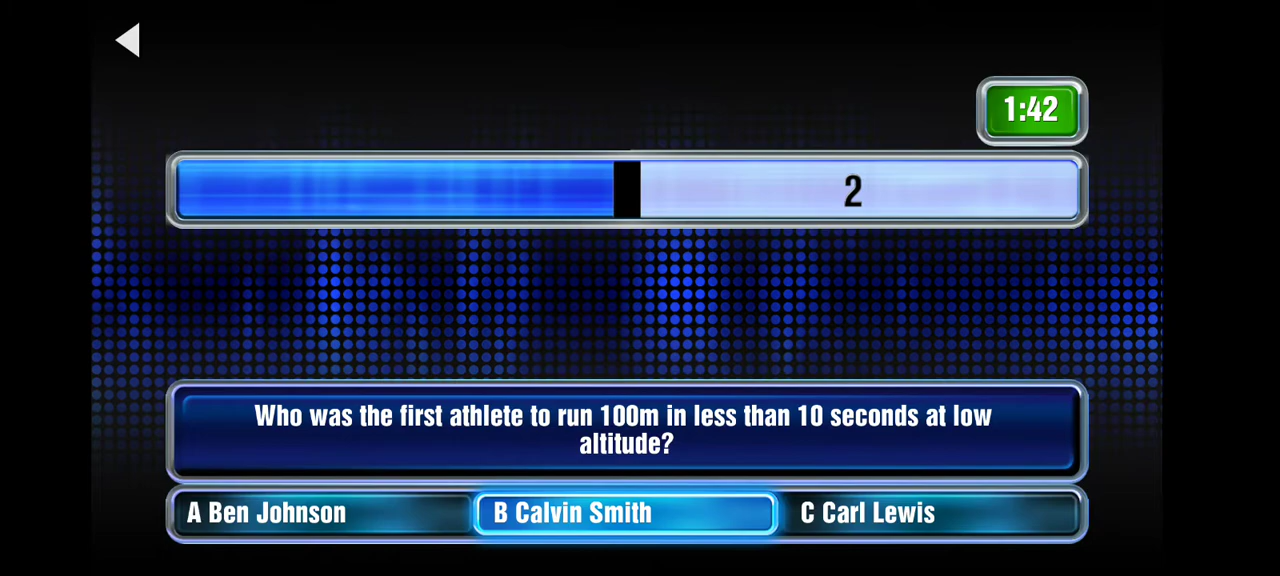 1:42
2
Who was the first athlete to run 100m in less than 10 seconds at low
altitude?
A Ben Johnson
B Calvin Smith
C Carl Lewis